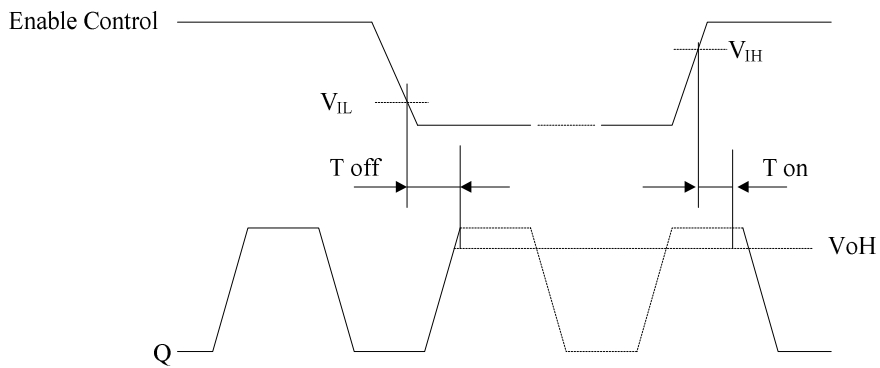 Enable Control
VIH
VIL
T off
T on
VoH
Q